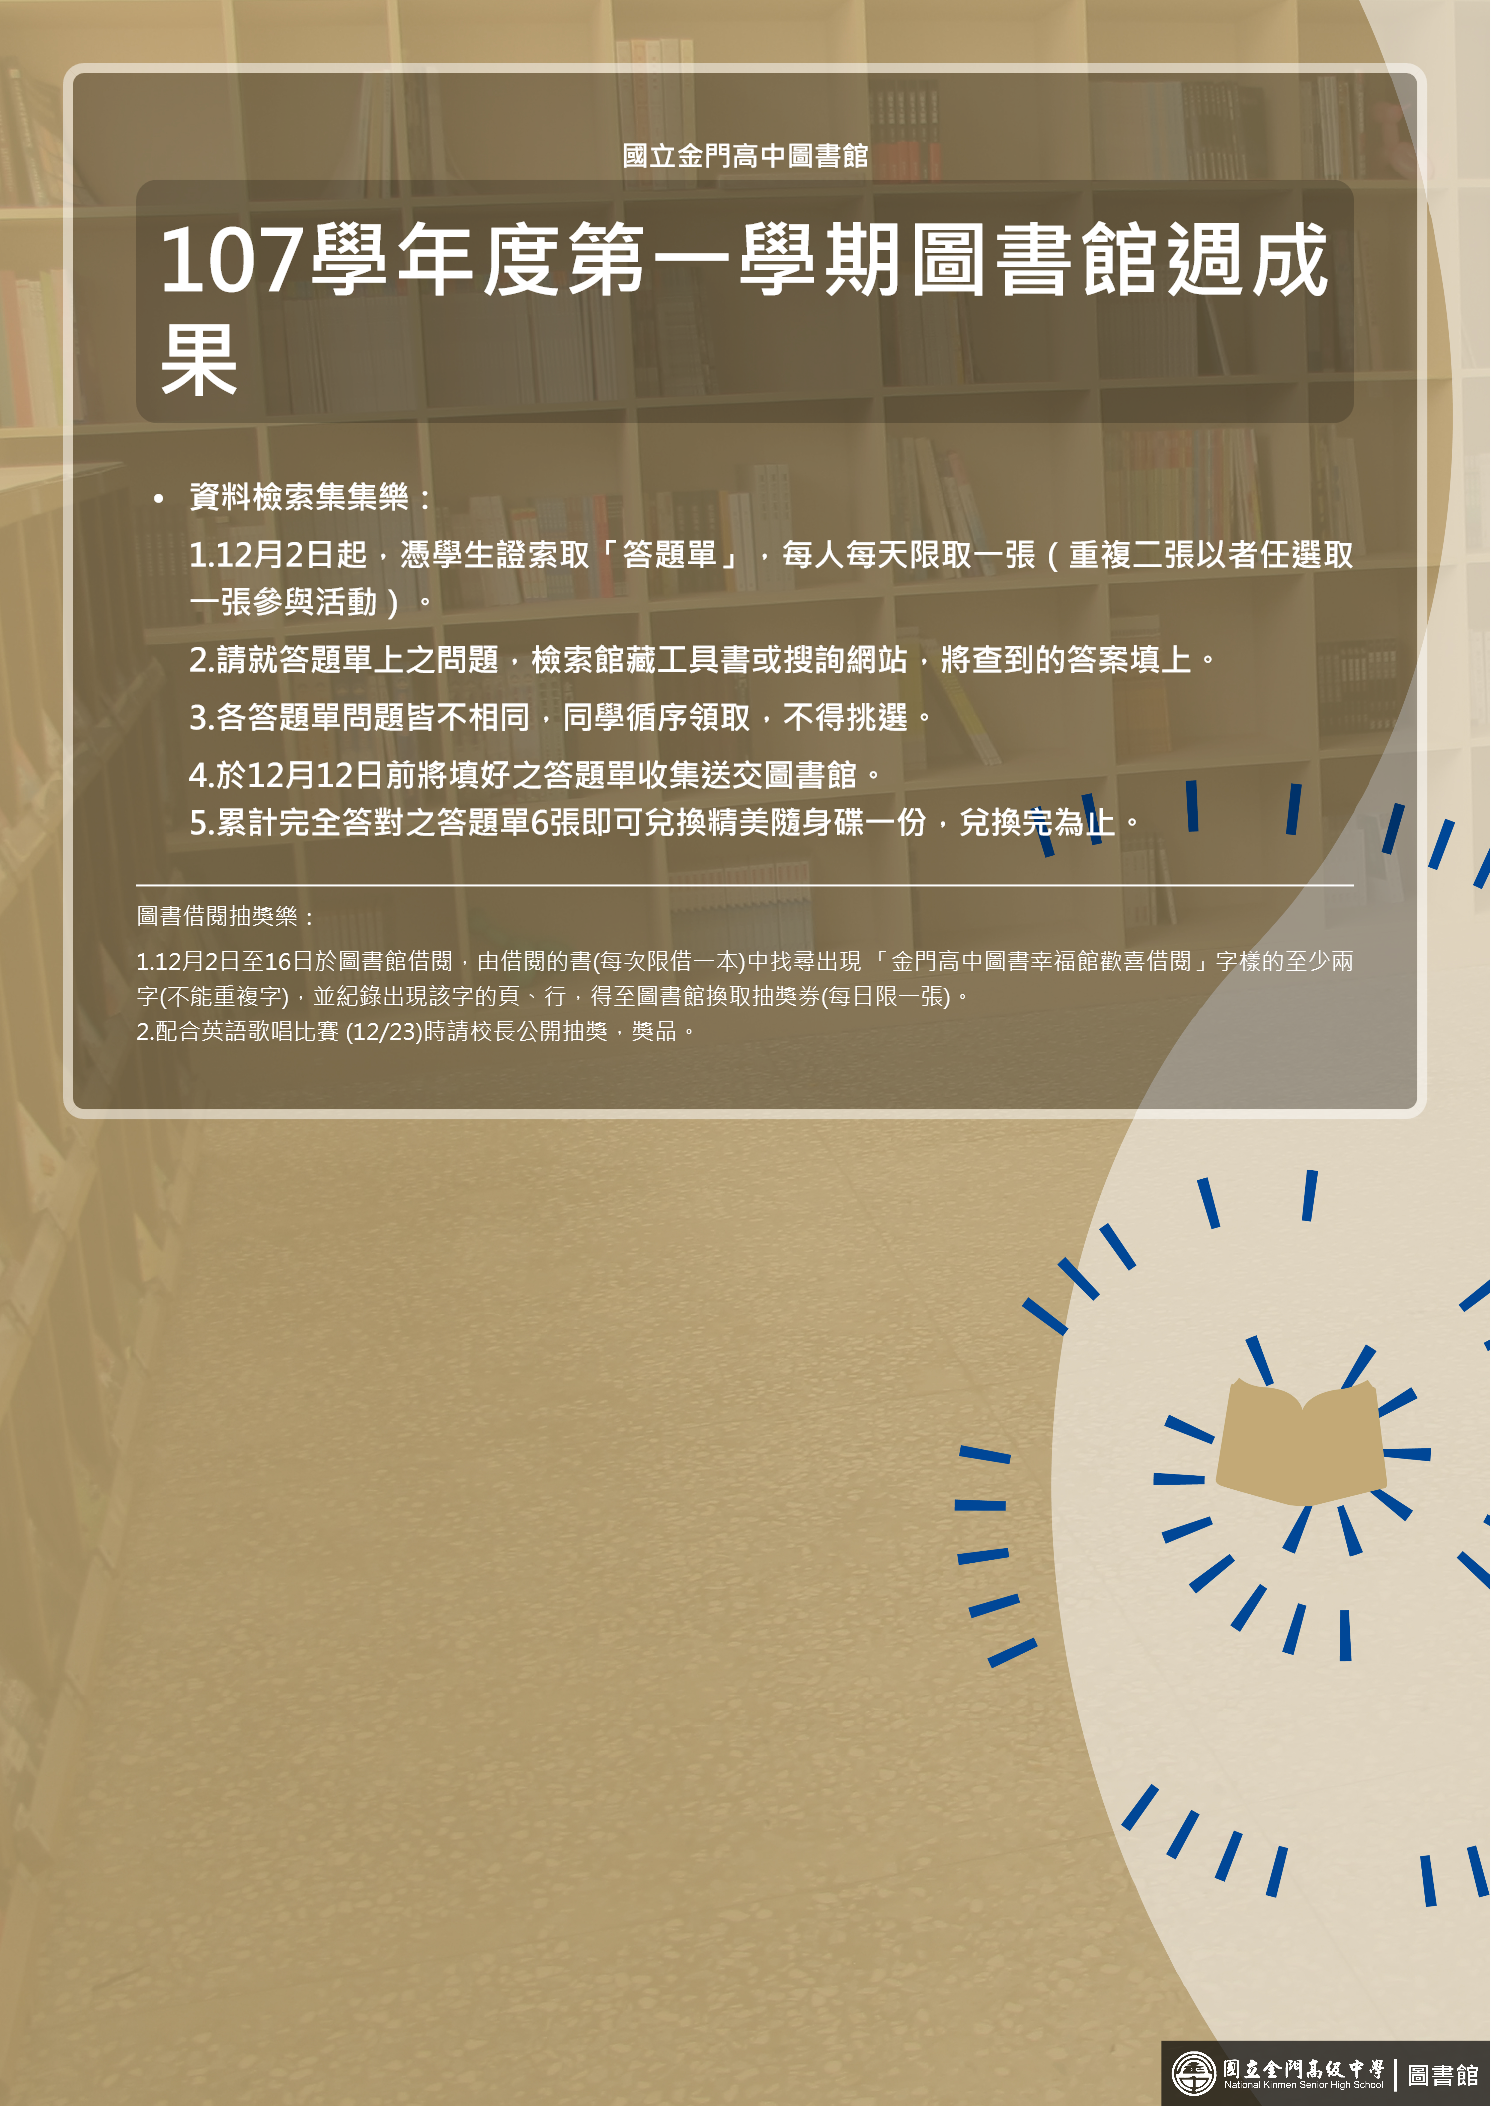 國立金門高中圖書館
107學年度第一學期圖書館週成
果
• 資料檢索集集樂：
1.12月2日起，憑學生證索取「答題單」，每人每天限取一張（重複二張以者任選取
一張參與活動）。
2.請就答題單上之問題，檢索館藏工具書或搜詢網站，將查到的答案填上。
3.各答題單問題皆不相同，同學循序領取，不得挑選。
4.於12月12日前將填好之答題單收集送交圖書館。
5.累計完全答對之答題單6張即可兌換精美隨身碟一份，兌換完為止。
圖書借閱抽獎樂：
1.12月2日至16日於圖書館借閱，由借閱的書(每次限借一本)中找尋出現「金門高中圖書幸福館歡喜借閱」字樣的至少兩
字(不能重複字)，並紀錄出現該字的頁、行，得至圖書館換取抽獎券(每日限一張)。
2.配合英語歌唱比賽 (12/23)時請校長公開抽獎，獎品。
國立金門高級中學 圖書館
National Kinmen Senior High School